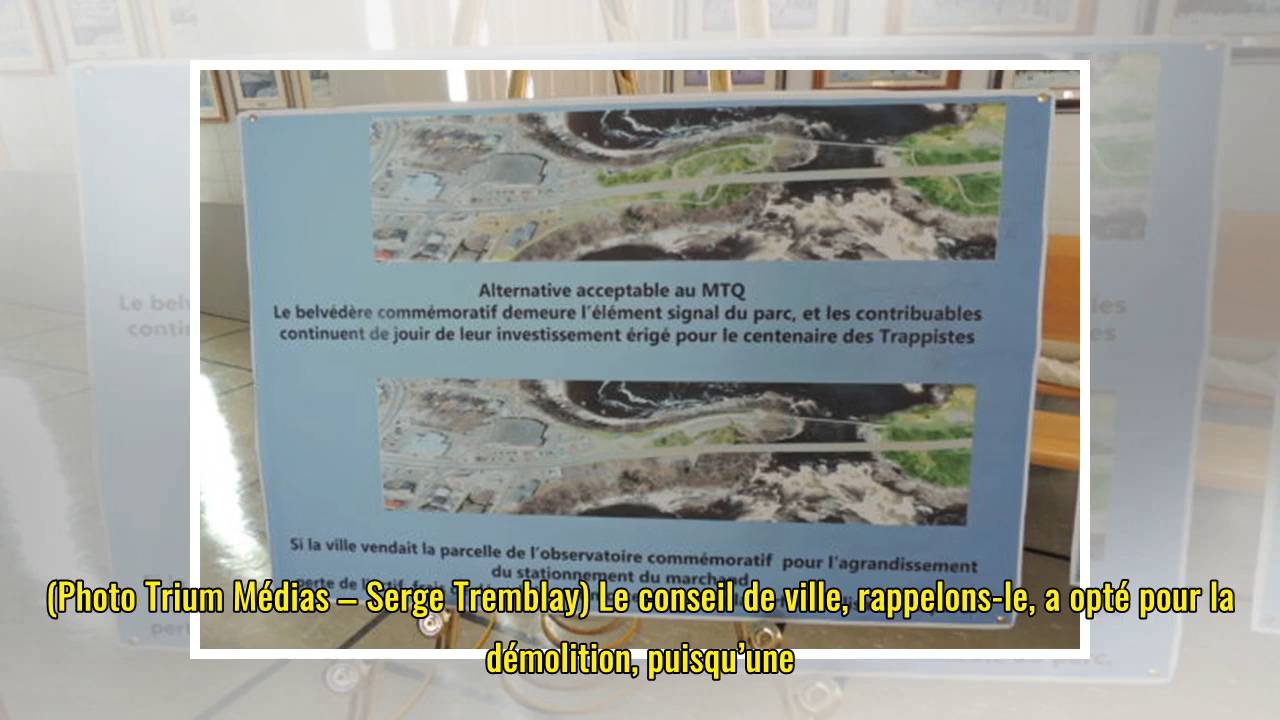 Alternative acceptable au MTQ
Le belvédère commémoratif demeure l'élément signal du parc, et les contribuables
continuent de jouir de leur investissement érigé pour le centenaire des Trappistes
Si la ville vendait la parcelle de l'observatoire commémoratif pour l'agrandissement
du stationnement du marchand
perte de
(Photo Trium Médias – Serge Tremblay) Le conseil de ville, rappelons-le, a opté pour la
démolition, puisqu’une